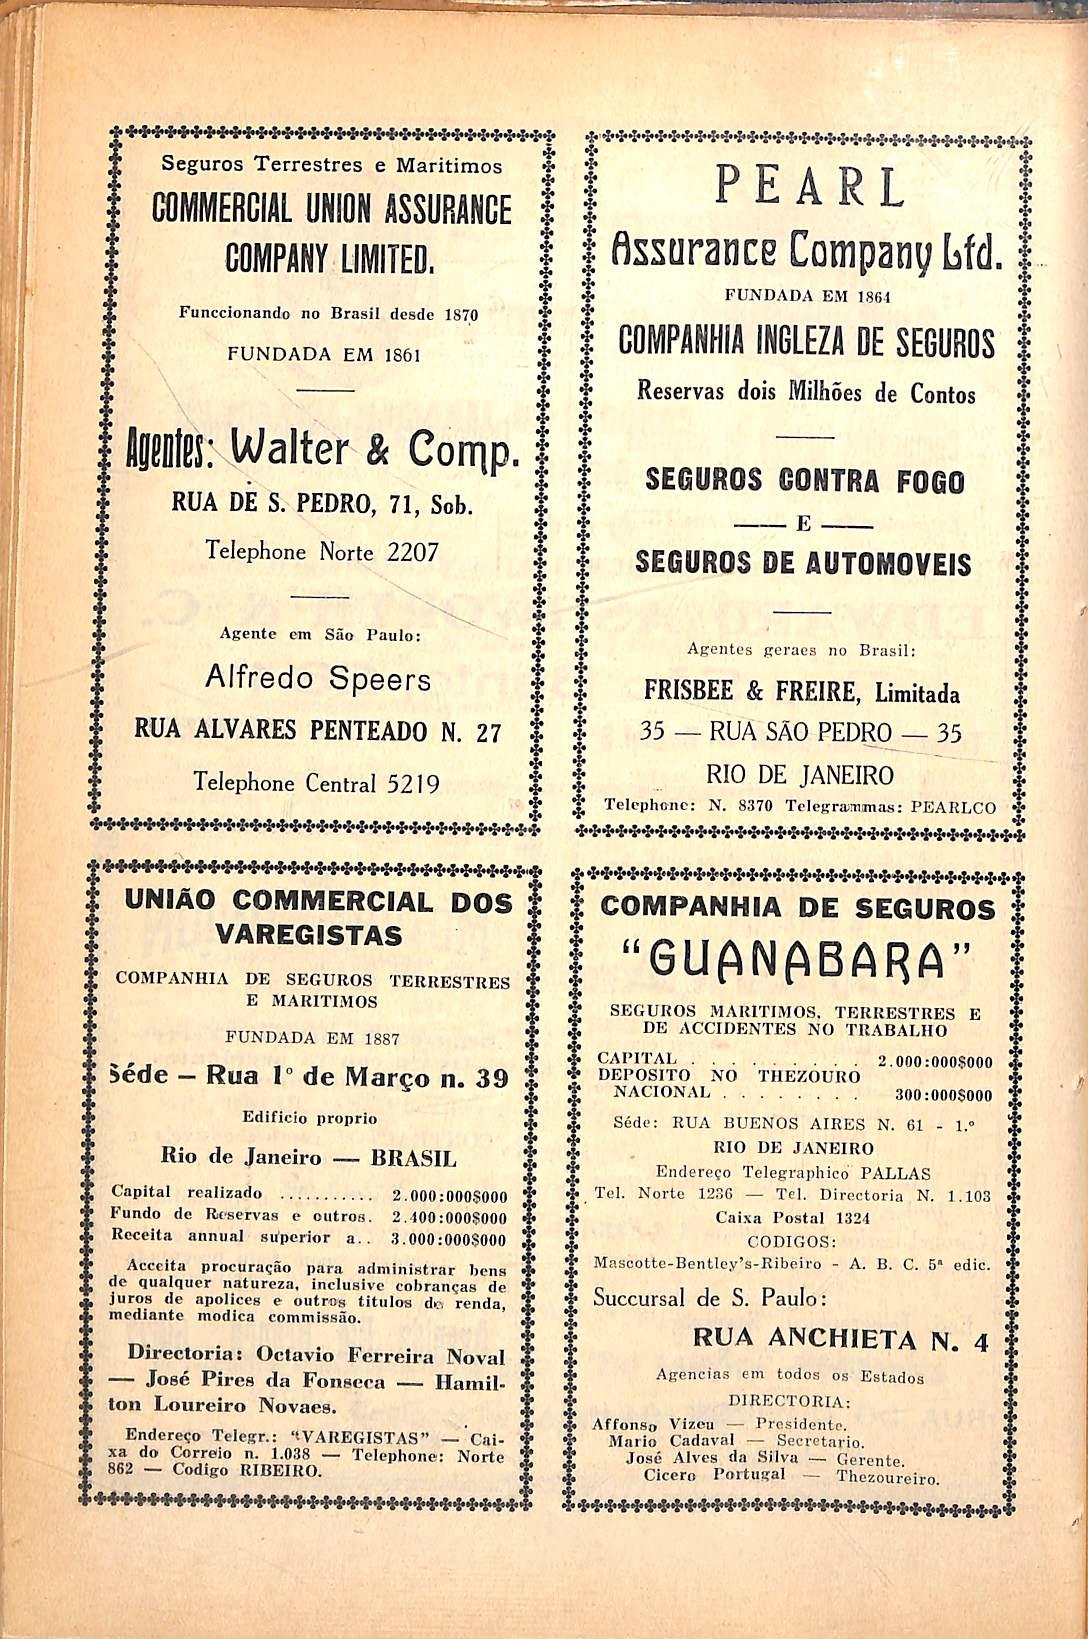 Seguros Terrestres e Maritimos
COMMERCIAL UNION ASSURANCE
COMPANY LIMITED.
Funccionando no Brasil desde 1870
FUNDADA EM 1861
Agentes: Walter & Comp.
RUA DE S. PEDRO, 71, Sob.
Telephone Norte 2207
Agente em São Paulo:
Alfredo Speers
RUA ALVARES PENTEADO N. 27
Telephone Central 5219
PEARL
Assurance Company Ltd.
FUNDADA EM 1864
COMPANHIA INGLEZA DE SEGUROS
Reservas dois Milhões de Contos
SEGUROS CONTRA FOGO
— E —
SEGUROS DE AUTOMOVEIS
Agentes geraes no Brasil:
FRISBEE & FREIRE, Limitada
35 — RUA SÃO PEDRO — 35
RIO DE JANEIRO
Telephone: N. 8370 Telegrammas: PEARLCO
UNIÃO COMMERCIAL DOS
VAREGISTAS
COMPANHIA DE SEGUROS TERRESTRES
E MARITIMOS
FUNDADA EM 1887
Séde — Rua 1º de Março n. 39
Edificio proprio
Rio de Janeiro — BRASIL
Capital realizado ........... 2.000:000$000
Fundo de Reservas e outros. 2.400:000$000
Receita annual superior a.. 3.000:000$000
Acceita procuração para administrar bens
de qualquer natureza, inclusive cobranças de
juros de apolices e outros titulos de renda,
mediante modica commissão.
Directoria: Octavio Ferreira Noval
— José Pires da Fonseca — Hamil-
ton Loureiro Novaes.
Endereço Telegr.: "VAREGISTAS" — Cai-
xa do Correio n. 1.038 — Telephone: Norte
862 — Codigo RIBEIRO.
COMPANHIA DE SEGUROS
"GUANABARA"
SEGUROS MARITIMOS, TERRESTRES E
DE ACCIDENTES NO TRABALHO
CAPITAL . . . . . . . . . . 2.000:000$000
DEPOSITO NO THEZOURO
NACIONAL . . . . . . . . 300:000$000
Séde: RUA BUENOS AIRES N. 61 - 1.º
RIO DE JANEIRO
Endereço Telegraphico PALLAS
Tel. Norte 1236 — Tel. Directoria N. 1.103
Caixa Postal 1324
CODIGOS:
Mascotte-Bentley's-Ribeiro - A. B. C. 5ª edic.
Succursal de S. Paulo:
RUA ANCHIETA N. 4
Agencias em todos os Estados
DIRECTORIA:
Affonso Vizeu — Presidente.
Mario Cadaval — Secretario.
José Alves da Silva — Gerente.
Cicero Portugal — Thezoureiro.